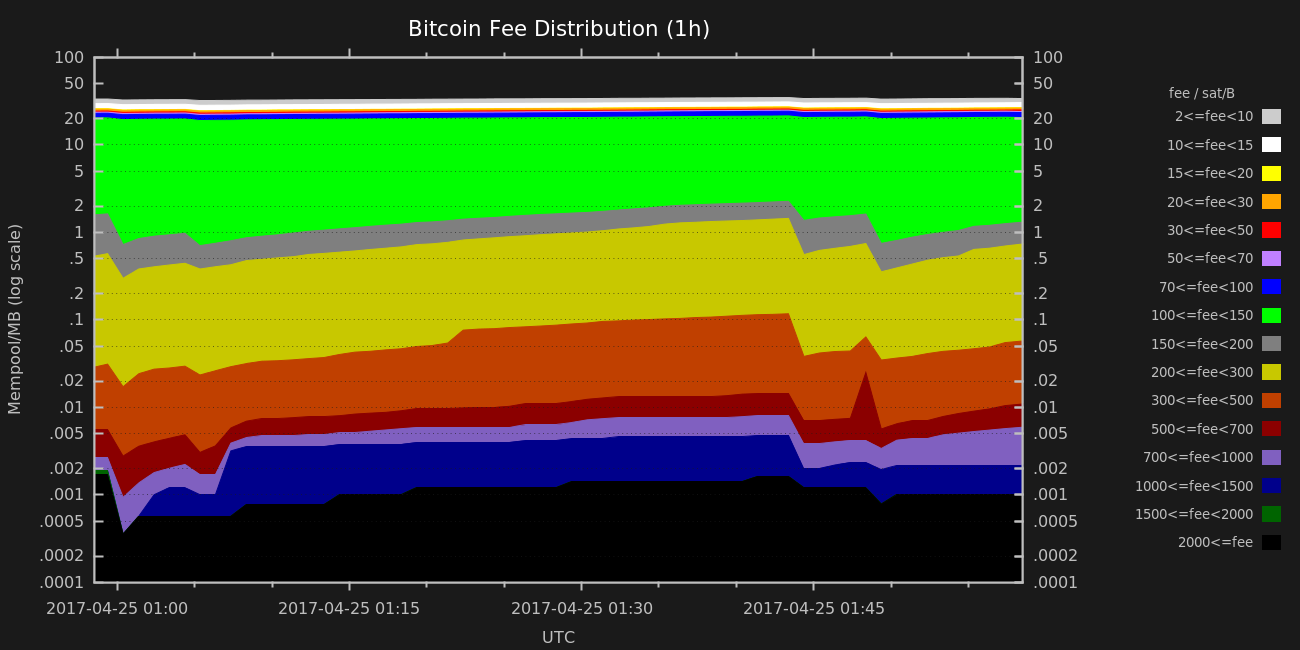 Bitcoin Fee Distribution (1h)
Mempool/MB (log scale)
100
50
20
10
5
2
1
.5
.2
.1
.05
.02
.01
.005
.002
.001
.0005
.0002
.0001
100
50
20
10
5
2
1
.5
.2
.1
.05
.02
.01
.005
.002
.001
.0005
.0002
.0001
2017-04-25 01:00 2017-04-25 01:15 2017-04-25 01:30 2017-04-25 01:45
UTC
fee / sat/B
2<=fee<10
10<=fee<15
15<=fee<20
20<=fee<30
30<=fee<50
50<=fee<70
70<=fee<100
100<=fee<150
150<=fee<200
200<=fee<300
300<=fee<500
500<=fee<700
700<=fee<1000
1000<=fee<1500
1500<=fee<2000
2000<=fee